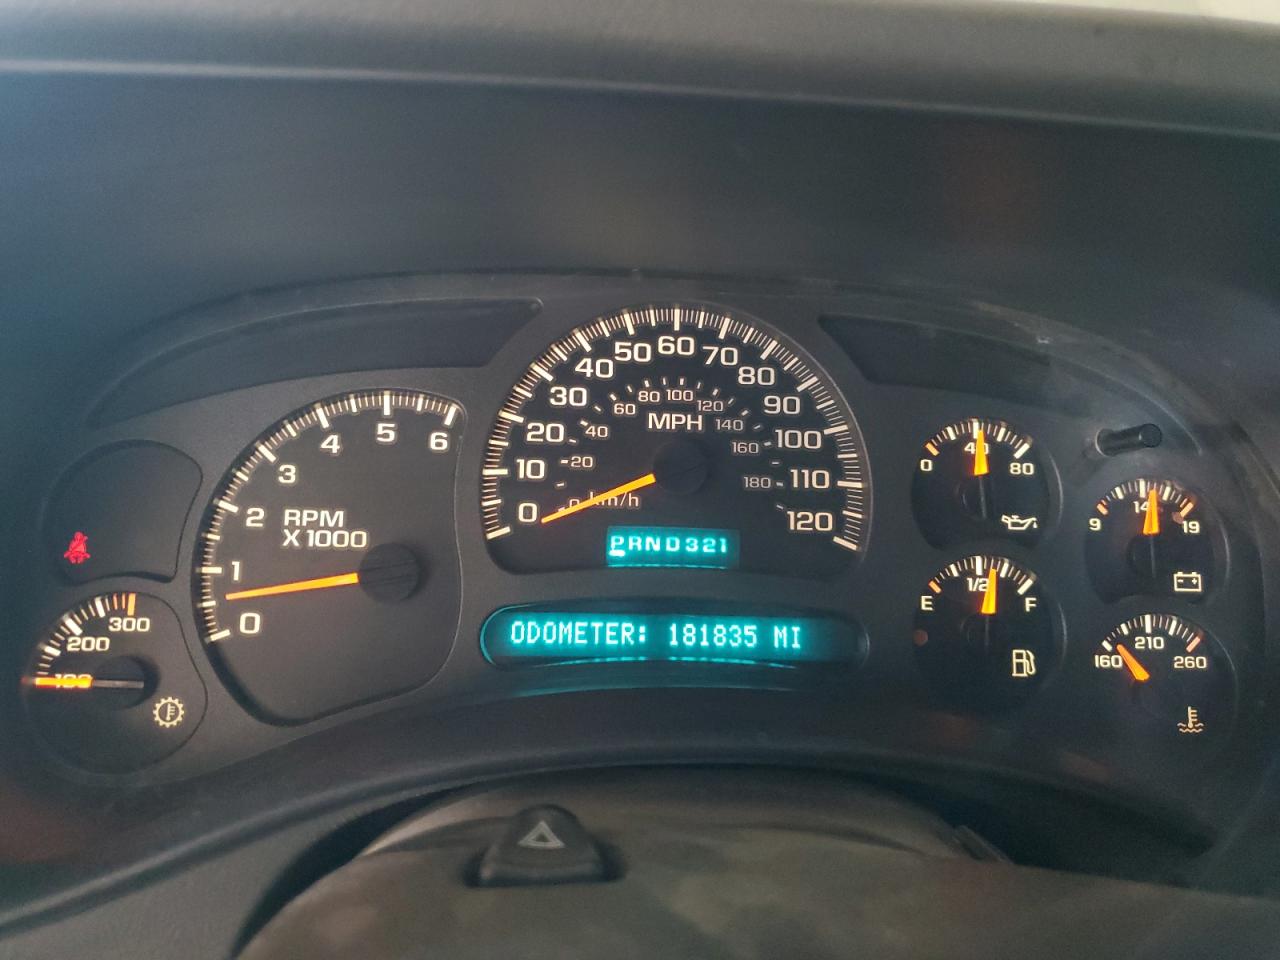 0 1 2 3 4 5 6
RPM
X1000
0 10 20 30 40 50 60 70 80 90 100 110 120
0 20 40 60 80 100 120 140 160 180
MPH
km/h
PRND321
ODOMETER: 181835 MI
100 200 300
0 40 80
9 14 19
E 1/2 F
160 210 260